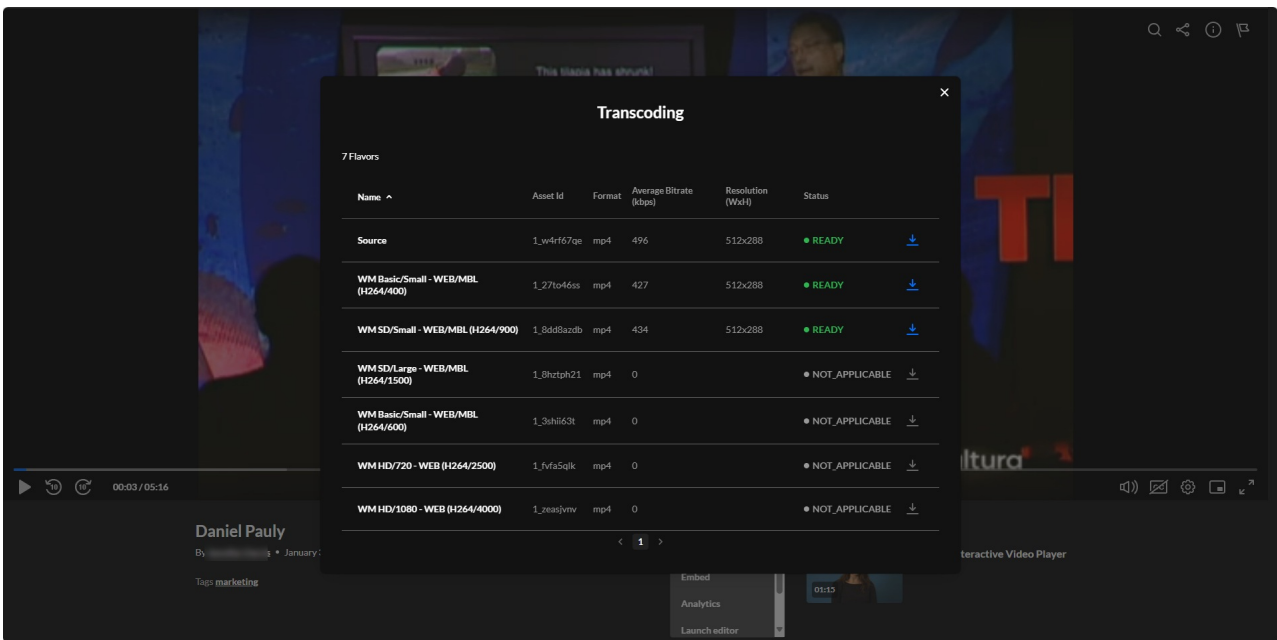 This tilapia has shrunk!
Transcoding
7 Flavors
Name Asset Id Format Average Bitrate (kbps) Resolution (WxH) Status
Source 1_w4rf67qe mp4 496 512x288 READY
WM Basic/Small - WEB/MBL (H264/400) 1_27to46ss mp4 427 512x288 READY
WM SD/Small - WEB/MBL (H264/900) 1_8dd8azdb mp4 434 512x288 READY
WM SD/Large - WEB/MBL (H264/1500) 1_8hztph21 mp4 0 NOT_APPLICABLE
WM Basic/Small - WEB/MBL (H264/600) 1_3shii63t mp4 0 NOT_APPLICABLE
WM HD/720 - WEB (H264/2500) 1_fvfa5qlk mp4 0 NOT_APPLICABLE
WM HD/1080 - WEB (H264/4000) 1_zeasjvnv mp4 0 NOT_APPLICABLE
1
ltura
10 10 00:03 / 05:16
Daniel Pauly
By • January
Tags marketing
teractive Video Player
01:15
Embed
Analytics
Launch editor